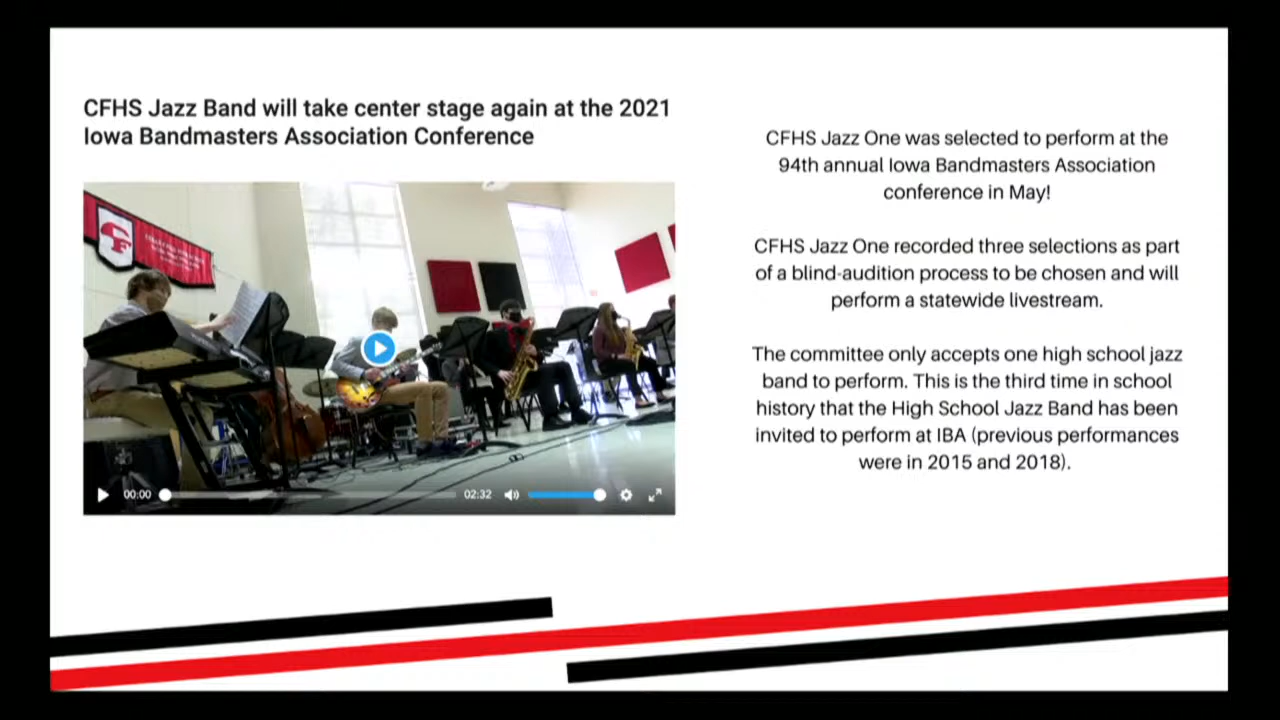 CFHS Jazz Band will take center stage again at the 2021
Iowa Bandmasters Association Conference
CF
00:00
02:32
CFHS Jazz One was selected to perform at the
94th annual Iowa Bandmasters Association
conference in May!
CFHS Jazz One recorded three selections as part
of a blind-audition process to be chosen and will
perform a statewide livestream.
The committee only accepts one high school jazz
band to perform. This is the third time in school
history that the High School Jazz Band has been
invited to perform at IBA (previous performances
were in 2015 and 2018).